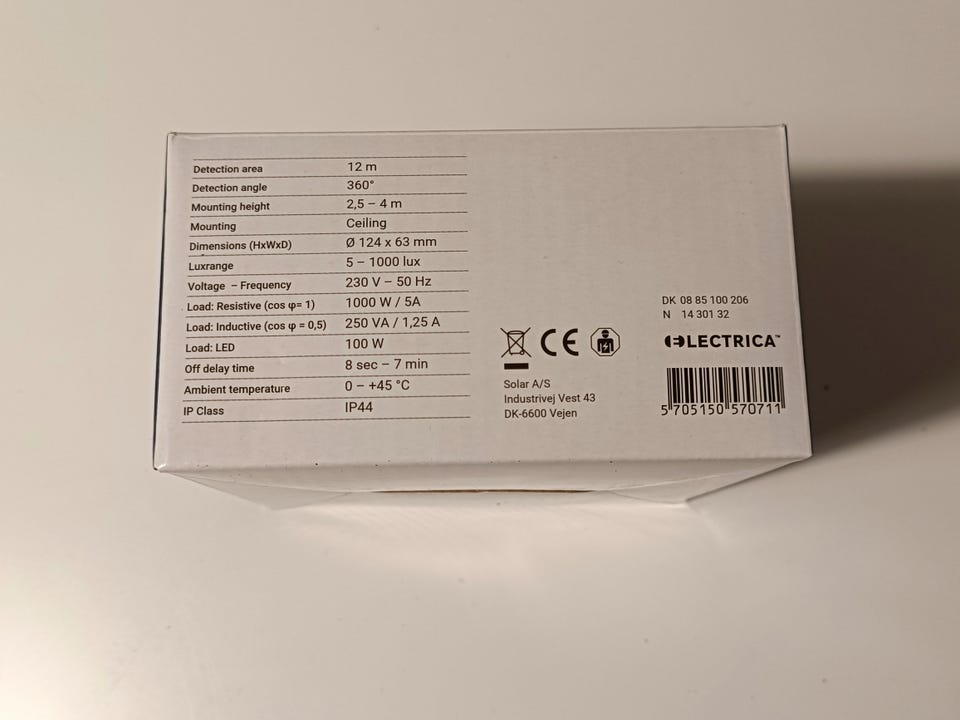 Detection area 12 m
Detection angle 360°
Mounting height 2,5 – 4 m
Mounting Ceiling
Dimensions (HxWxD) Ø 124 x 63 mm
Luxrange 5 – 1000 lux
Voltage – Frequency 230 V – 50 Hz
Load: Resistive (cos φ= 1) 1000 W / 5A
Load: Inductive (cos φ = 0,5) 250 VA / 1,25 A
Load: LED 100 W
Off delay time 8 sec – 7 min
Ambient temperature 0 – +45 °C
IP Class IP44
CE
Solar A/S
Industrivej Vest 43
DK-6600 Vejen
DK 08 85 100 206
N 14 301 32
ELECTRICA™
5 705150 570711